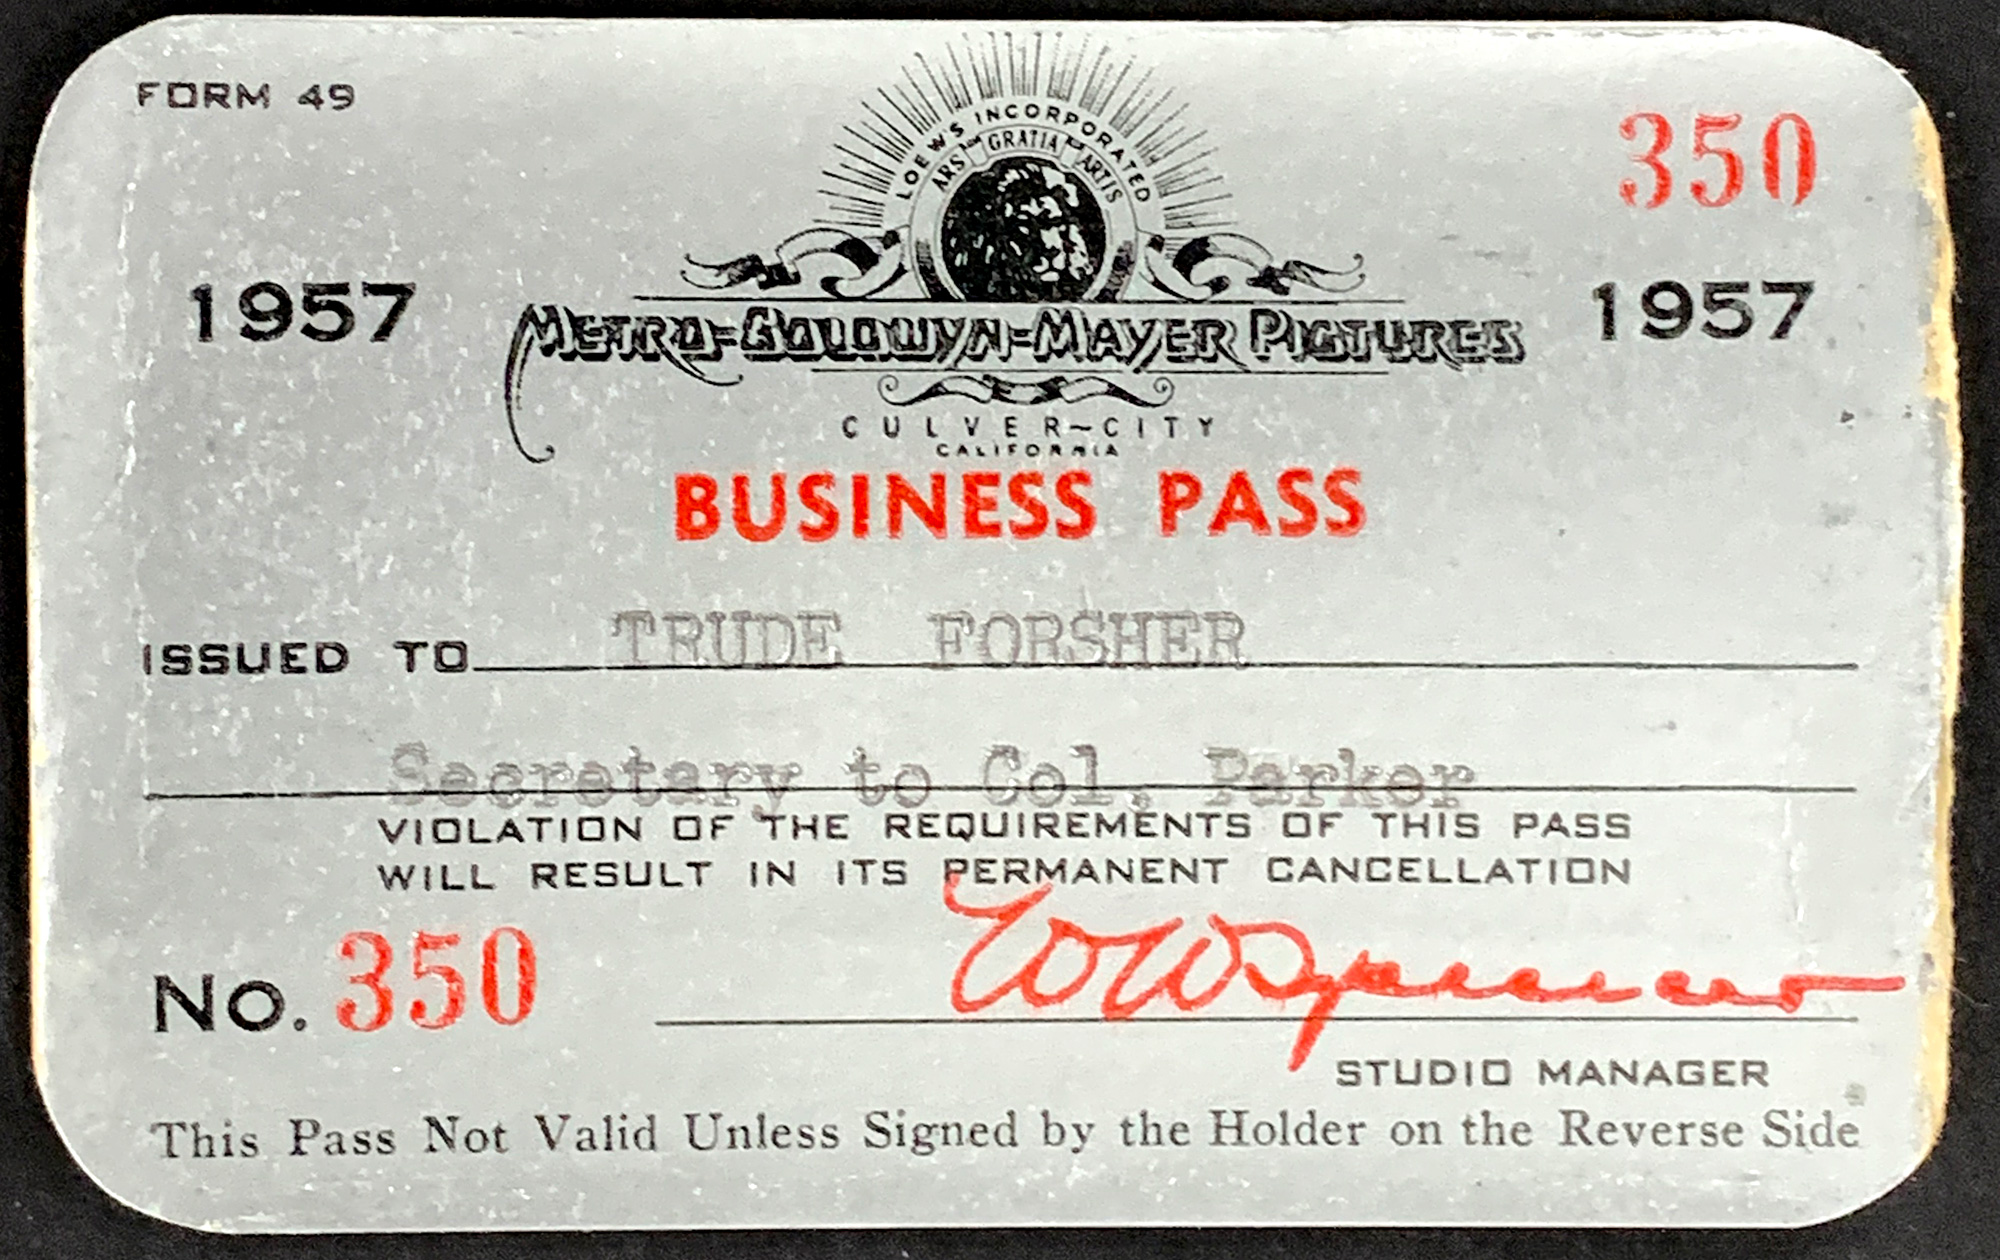 FORM 49
350
LOEW'S INCORPORATED
ARS GRATIA ARTIS
1957
METRO-GOLDWYN-MAYER PICTURES
1957
CULVER~CITY
CALIFORNIA
BUSINESS PASS
ISSUED TO TRUDE FORSHER
Secretary to Col. Parker
VIOLATION OF THE REQUIREMENTS OF THIS PASS
WILL RESULT IN ITS PERMANENT CANCELLATION
No. 350
STUDIO MANAGER
This Pass Not Valid Unless Signed by the Holder on the Reverse Side